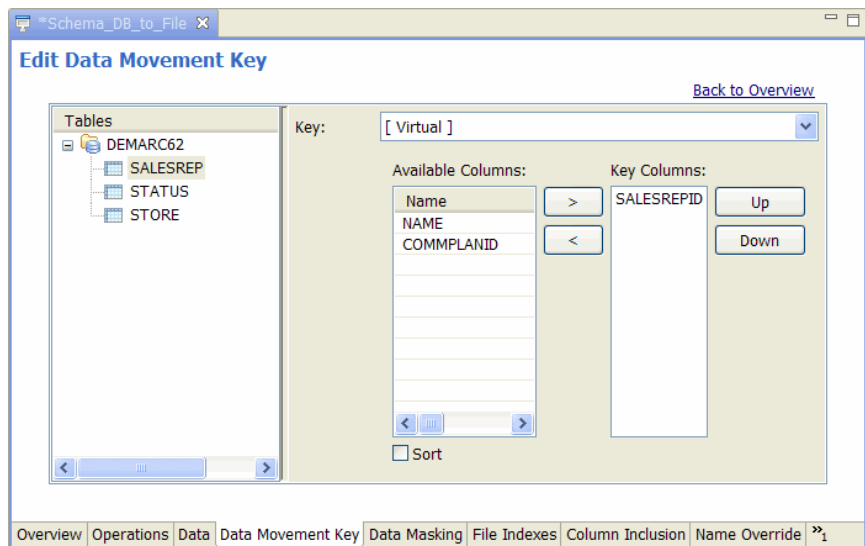 *Schema_DB_to_File
Edit Data Movement Key
Back to Overview
Tables
Key:
[ Virtual ]
DEMARC62
SALESREP
STATUS
STORE
Available Columns:
Key Columns:
Name
NAME
COMMPLANID
>
<
SALESREPID
Up
Down
Sort
Overview Operations Data Data Movement Key Data Masking File Indexes Column Inclusion Name Override »1